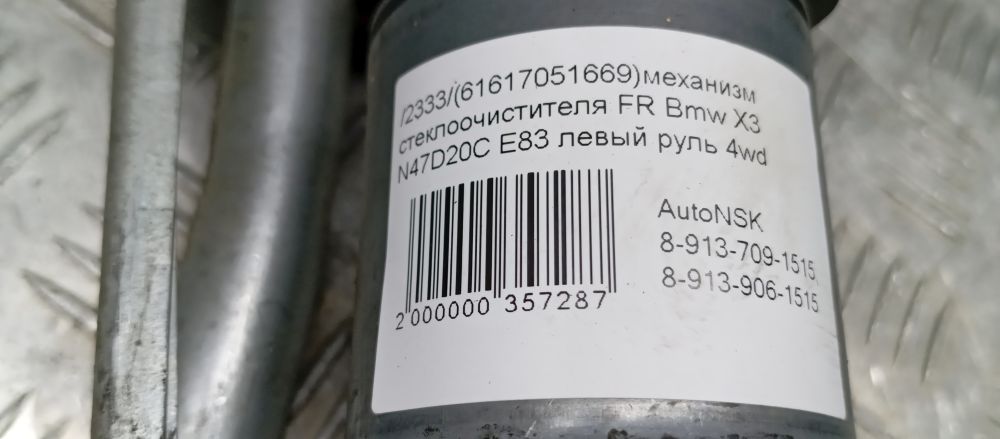 /2333/(61617051669)механизм
стеклоочистителя FR Bmw X3
N47D20C E83 левый руль 4wd
AutoNSK
8-913-709-1515
8-913-906-1515
2 000000 357287